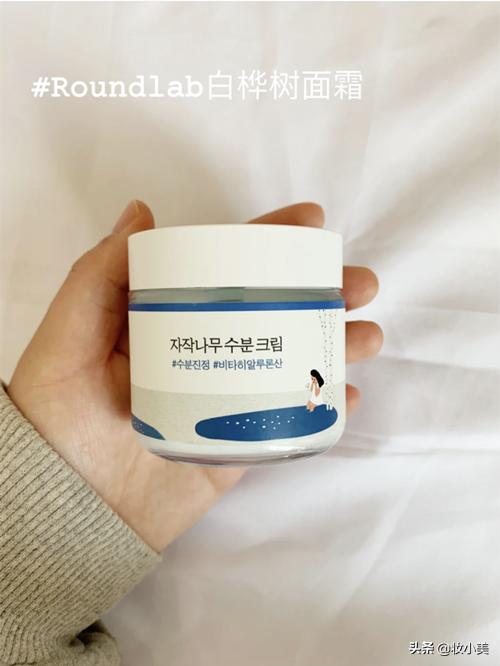 #Roundlab白桦树面霜
자작나무 수분 크림
#수분진정 #비타히알루론산
头条 @妆小美